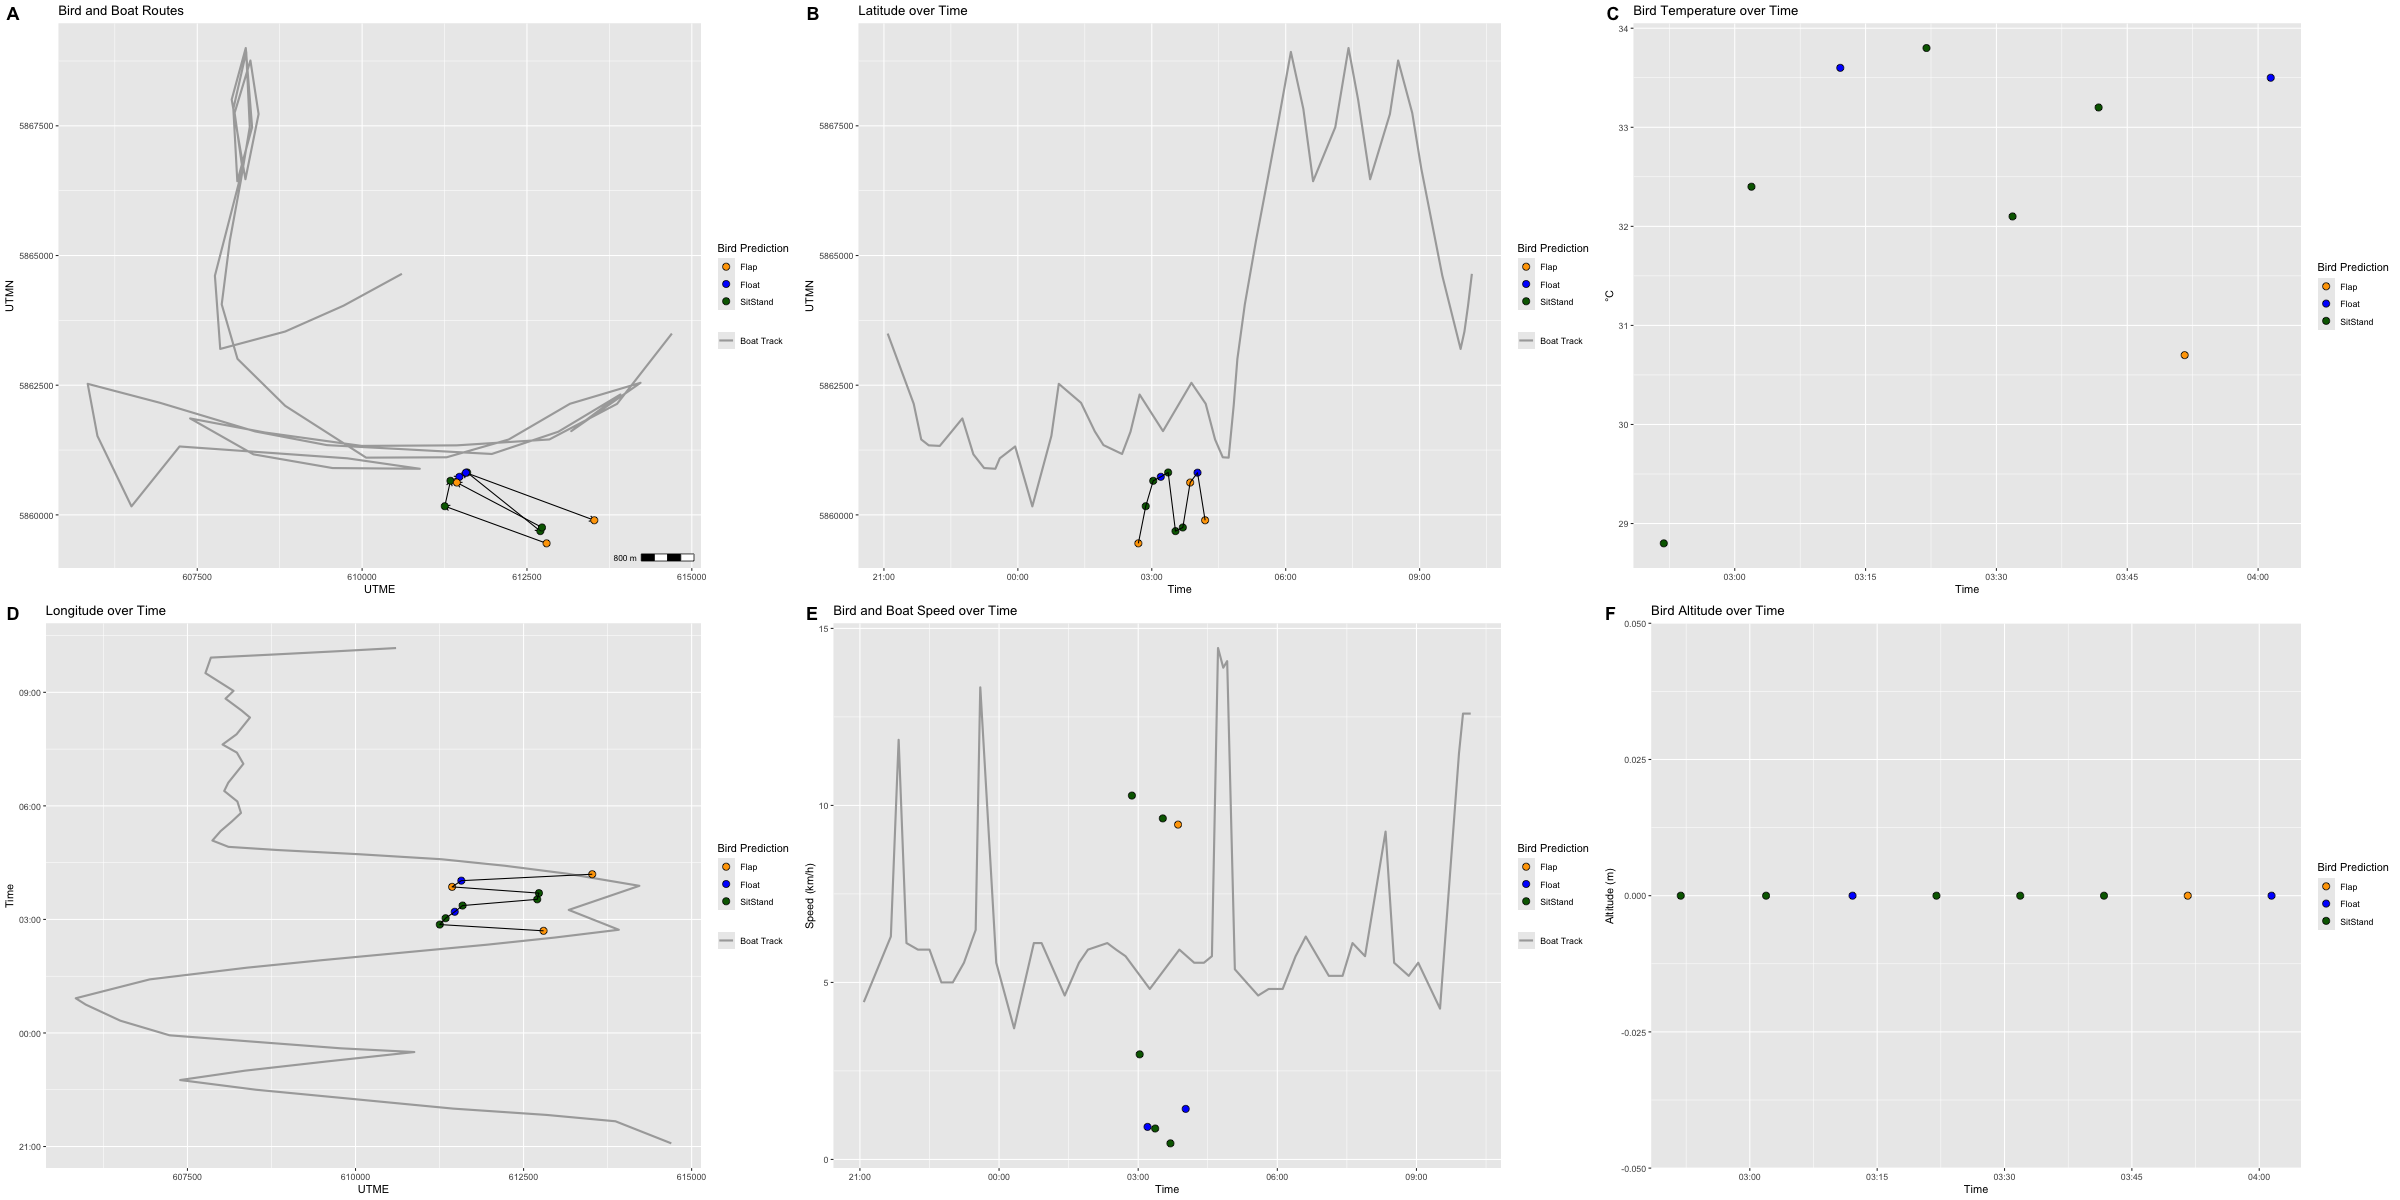 A Bird and Boat Routes
UTMN
5867500
5865000
5862500
5860000
607500 610000 612500 615000
UTME
800 m
Bird Prediction
Flap
Float
SitStand
Boat Track
B Latitude over Time
UTMN
5867500
5865000
5862500
5860000
21:00 00:00 03:00 06:00 09:00
Time
Bird Prediction
Flap
Float
SitStand
Boat Track
C Bird Temperature over Time
°C
34
33
32
31
30
29
03:00 03:15 03:30 03:45 04:00
Time
Bird Prediction
Flap
Float
SitStand
D Longitude over Time
Time
09:00
06:00
03:00
00:00
21:00
607500 610000 612500 615000
UTME
Bird Prediction
Flap
Float
SitStand
Boat Track
E Bird and Boat Speed over Time
Speed (km/h)
15
10
5
0
21:00 00:00 03:00 06:00 09:00
Time
Bird Prediction
Flap
Float
SitStand
Boat Track
F Bird Altitude over Time
Altitude (m)
0.050
0.025
0.000
-0.025
-0.050
03:00 03:15 03:30 03:45 04:00
Time
Bird Prediction
Flap
Float
SitStand